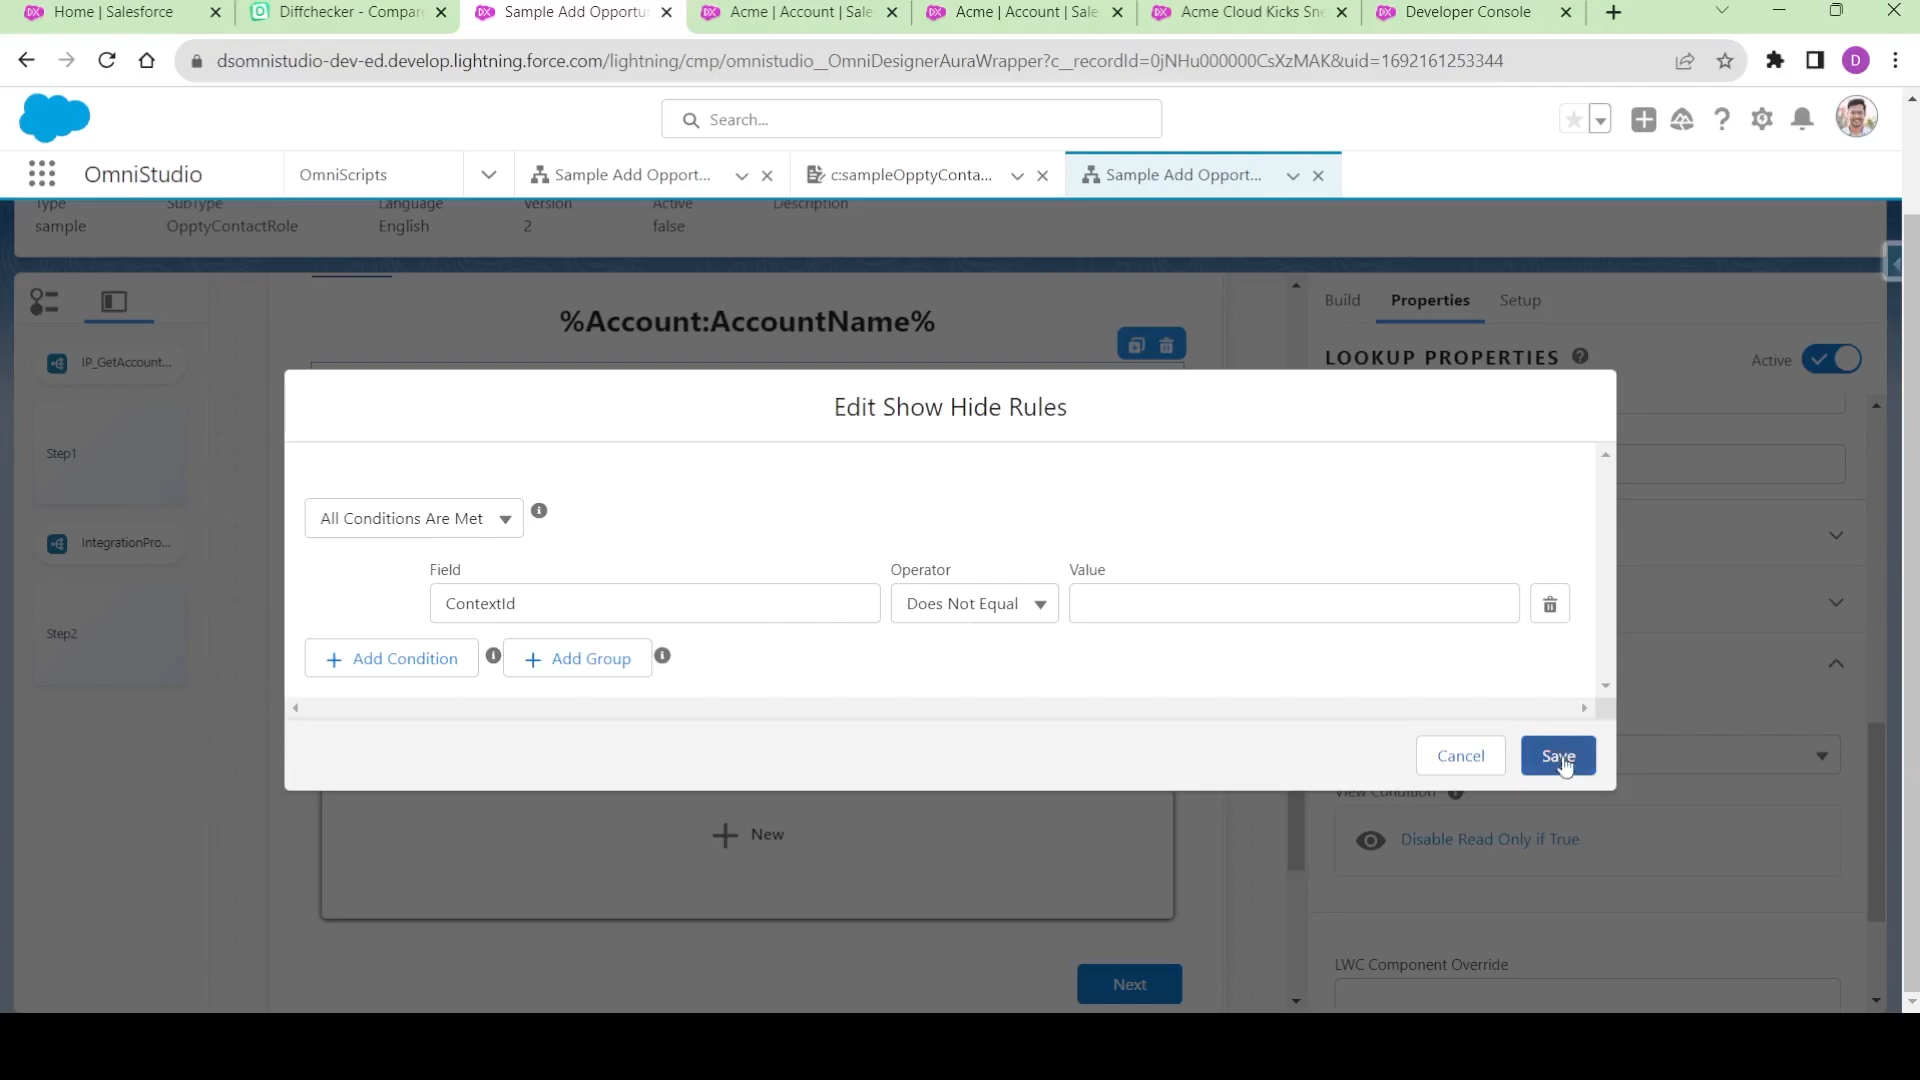 Home | Salesforce
Diffchecker - Compar
Sample Add Opportu
Acme | Account | Sale
Acme | Account | Sale
Acme Cloud Kicks Sne
Developer Console
dsomnistudio-dev-ed.develop.lightning.force.com/lightning/cmp/omnistudio__OmniDesignerAuraWrapper?c__recordId=0jNHu000000CsXzMAK&uid=1692161253344
D
Search...
OmniStudio
OmniScripts
Sample Add Opport...
c:sampleOpptyConta...
Sample Add Opport...
Type SubType Language Version Active Description
sample OpptyContactRole English 2 false
Build Properties Setup
%Account:AccountName%
LOOKUP PROPERTIES
Active
IP_GetAccount...
Step1
IntegrationPro...
Step2
Edit Show Hide Rules
All Conditions Are Met
Field Operator Value
ContextId Does Not Equal
Add Condition Add Group
Cancel Save
View Condition
New
Disable Read Only if True
LWC Component Override
Next